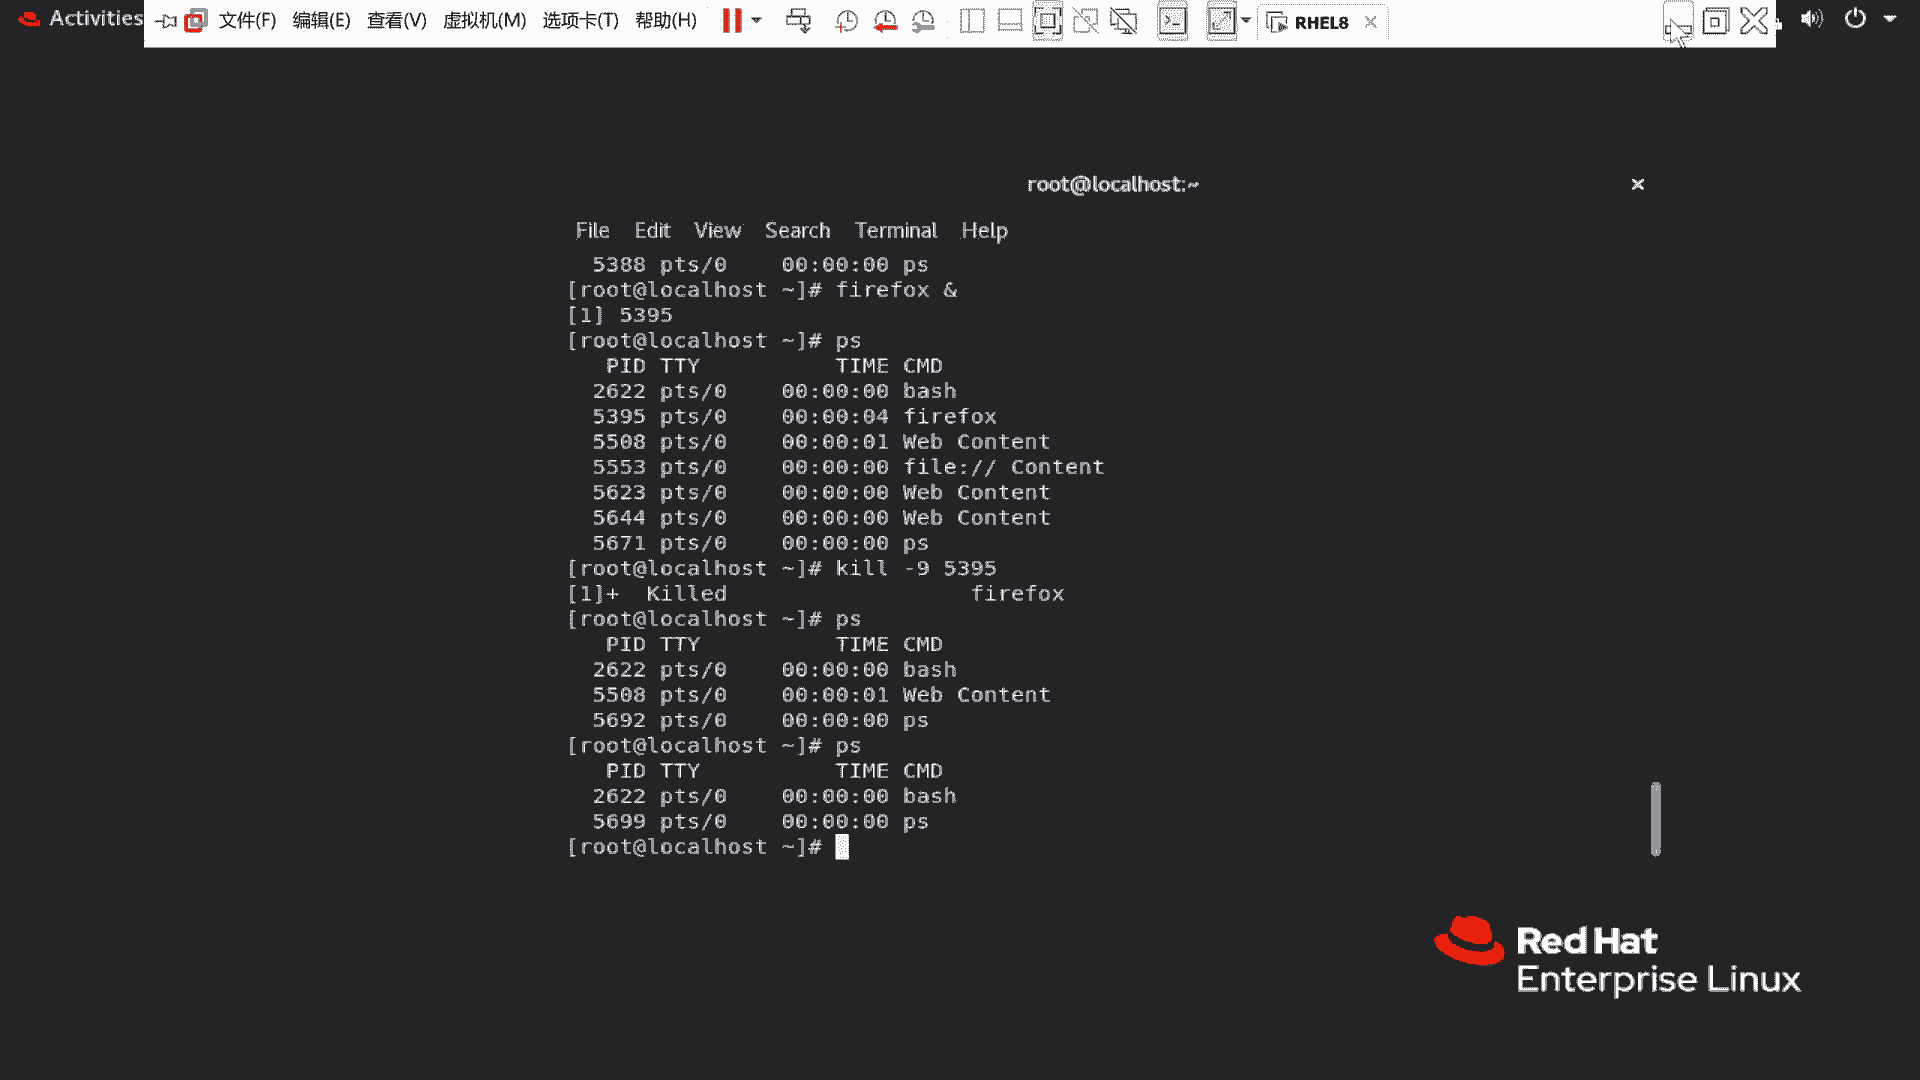 Activities 文件(F) 编辑(E) 查看(V) 虚拟机(M) 选项卡(T) 帮助(H) RHEL8
root@localhost:~
File Edit View Search Terminal Help
5388 pts/0    00:00:00 ps
[root@localhost ~]# firefox &
[1] 5395
[root@localhost ~]# ps
PID TTY          TIME CMD
2622 pts/0    00:00:00 bash
5395 pts/0    00:00:04 firefox
5508 pts/0    00:00:01 Web Content
5553 pts/0    00:00:00 file:// Content
5623 pts/0    00:00:00 Web Content
5644 pts/0    00:00:00 Web Content
5671 pts/0    00:00:00 ps
[root@localhost ~]# kill -9 5395
[1]+  Killed                  firefox
[root@localhost ~]# ps
PID TTY          TIME CMD
2622 pts/0    00:00:00 bash
5508 pts/0    00:00:01 Web Content
5692 pts/0    00:00:00 ps
[root@localhost ~]# ps
PID TTY          TIME CMD
2622 pts/0    00:00:00 bash
5699 pts/0    00:00:00 ps
[root@localhost ~]#
Red Hat
Enterprise Linux